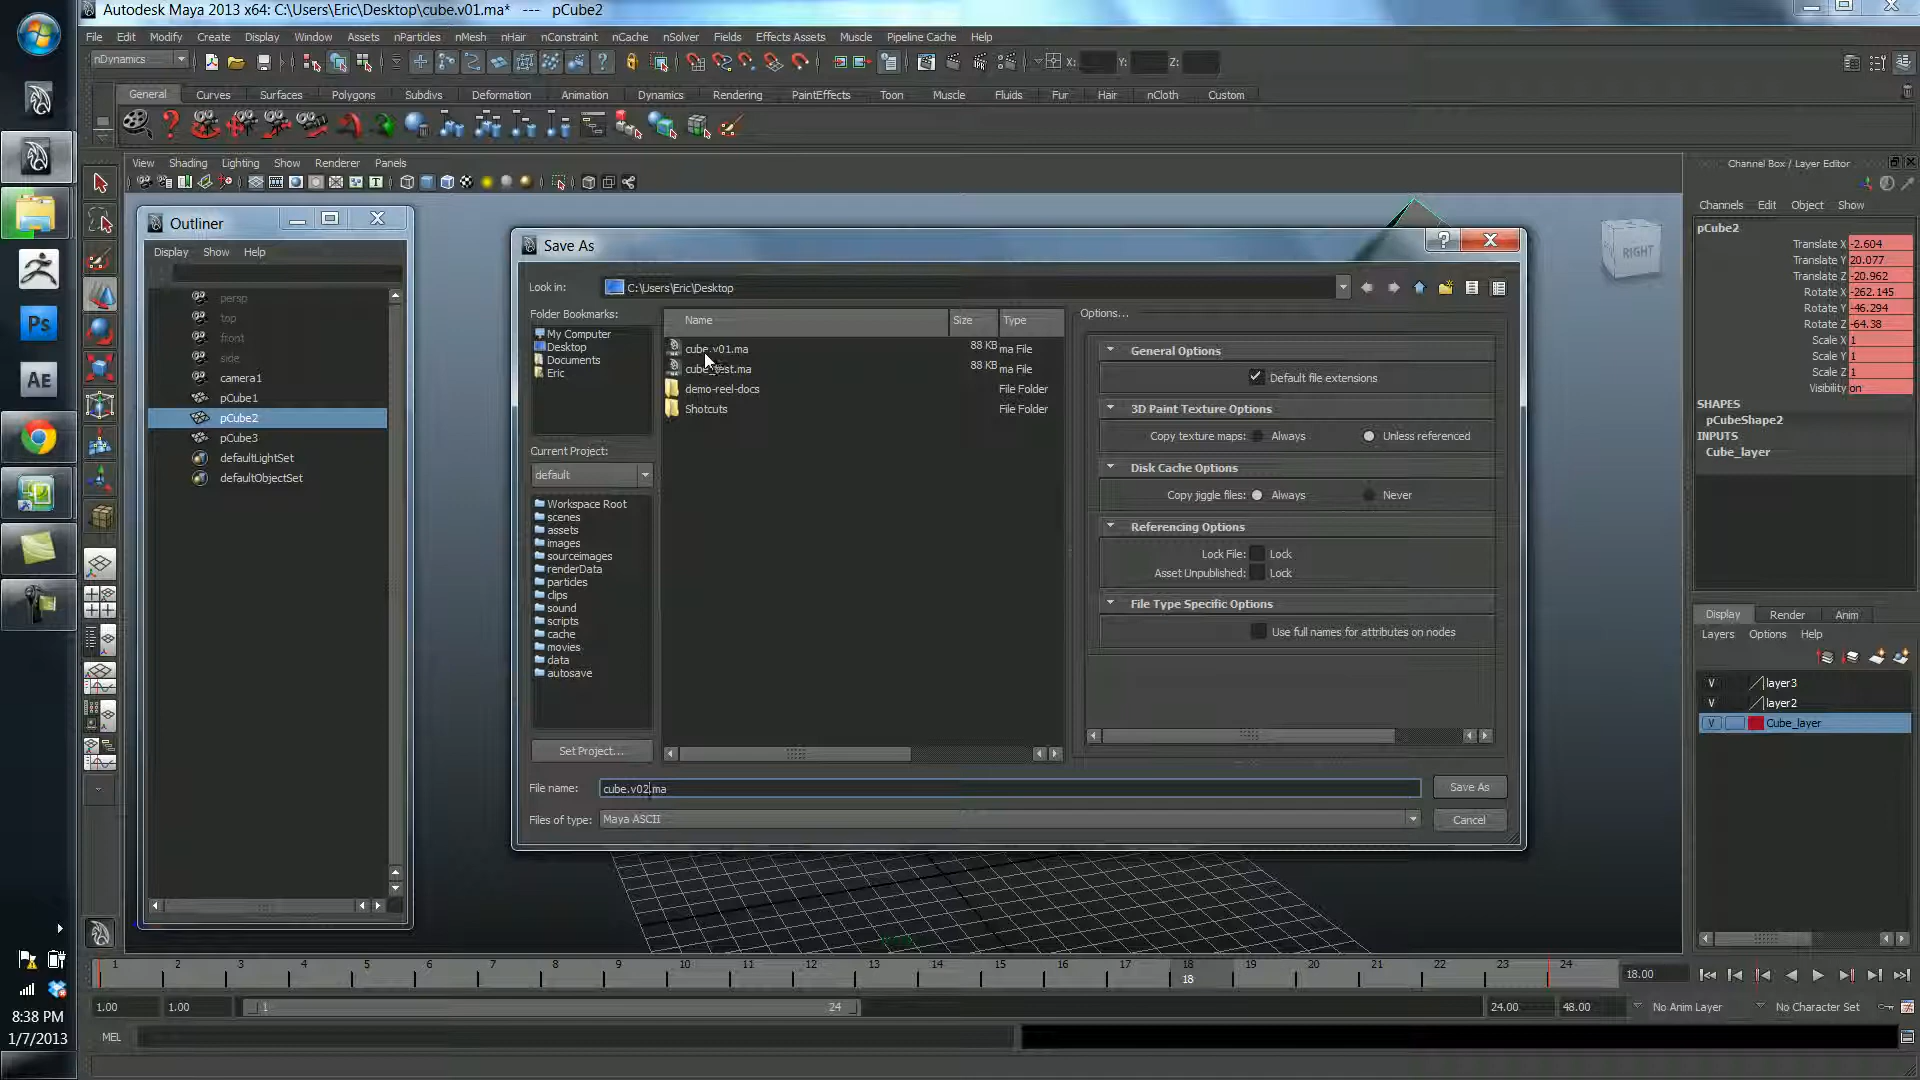 Autodesk Maya 2013 x64: C:\Users\Eric\Desktop\cube.v01.ma* --- pCube2
File Edit Modify Create Display Window Assets nParticles nMesh nHair nConstraint nCache nSolver Fields Effects Assets Muscle Pipeline Cache Help
nDynamics X: Y: Z:
General Curves Surfaces Polygons Subdivs Deformation Animation Dynamics Rendering PaintEffects Toon Muscle Fluids Fur Hair nCloth Custom
View Shading Lighting Show Renderer Panels
Outliner
Display Show Help
persp
top
front
side
camera1
pCube1
pCube2
pCube3
defaultLightSet
defaultObjectSet
Save As
Look in: C:\Users\Eric\Desktop
Folder Bookmarks:
My Computer
Desktop
Documents
Eric
Name Size Type
cube.v01.ma 88 KB ma File
88 KB ma File
demo-reel-docs File Folder
Shotcuts File Folder
Current Project:
default
Workspace Root
scenes
assets
images
sourceimages
renderData
particles
clips
sound
scripts
cache
movies
data
autosave
Set Project...
Options...
General Options
Default file extensions
3D Paint Texture Options
Copy texture maps: Always Unless referenced
Disk Cache Options
Copy jiggle files: Always Never
Referencing Options
Lock File: Lock
Asset Unpublished: Lock
File Type Specific Options
Use full names for attributes on nodes
File name: cube.v02.ma Save As
Files of type: Maya ASCII Cancel
RIGHT
Channel Box / Layer Editor
Channels Edit Object Show
pCube2
Translate X -2.604
Translate Y 20.077
Translate Z -20.962
Rotate X -262.145
Rotate Y -46.294
Rotate Z -64.38
Scale X 1
Scale Y 1
Scale Z 1
Visibility on
SHAPES
pCubeShape2
INPUTS
Cube_layer
Display Render Anim
Layers Options Help
V layer3
V layer2
V Cube_layer
Ps
AE
1 2 3 4 5 6 7 8 9 10 11 12 13 14 15 16 17 18 19 20 21 22 23 24 18.00
18
1.00 1.00 1 24 24.00 48.00 No Anim Layer No Character Set
MEL
8:38 PM
1/7/2013